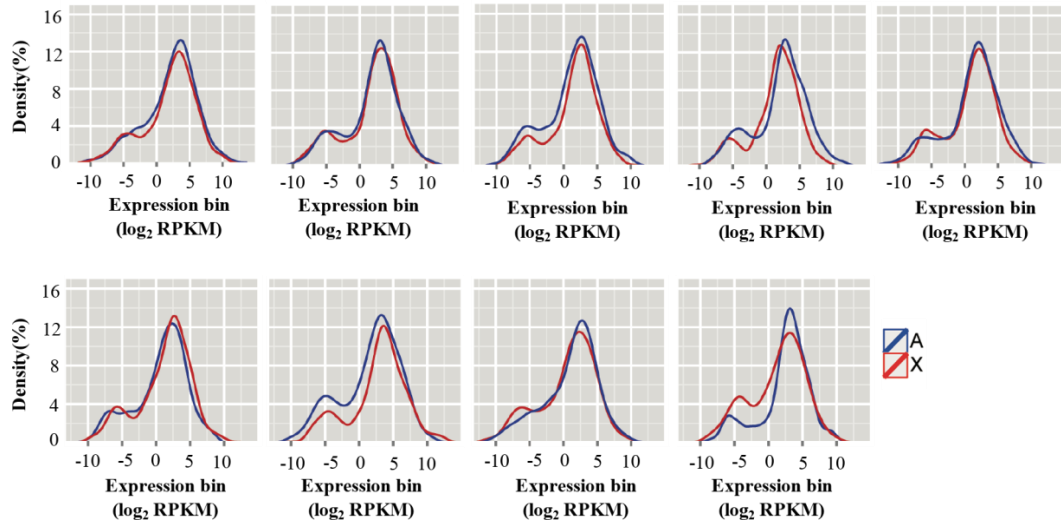 Density(%)
16
12
8
4
0
-10 -5 0 5 10
-10 -5 0 5 10
-10 -5 0 5 10
-10 -5 0 5 10
-10 -5 0 5 10
Expression bin
(log₂ RPKM)
Expression bin
(log₂ RPKM)
Expression bin
(log₂ RPKM)
Expression bin
(log₂ RPKM)
Expression bin
(log₂ RPKM)
Density(%)
16
12
8
4
0
-10 -5 0 5 10
-10 -5 0 5 10
-10 -5 0 5 10
-10 -5 0 5 10
Expression bin
(log₂ RPKM)
Expression bin
(log₂ RPKM)
Expression bin
(log₂ RPKM)
Expression bin
(log₂ RPKM)
A
X